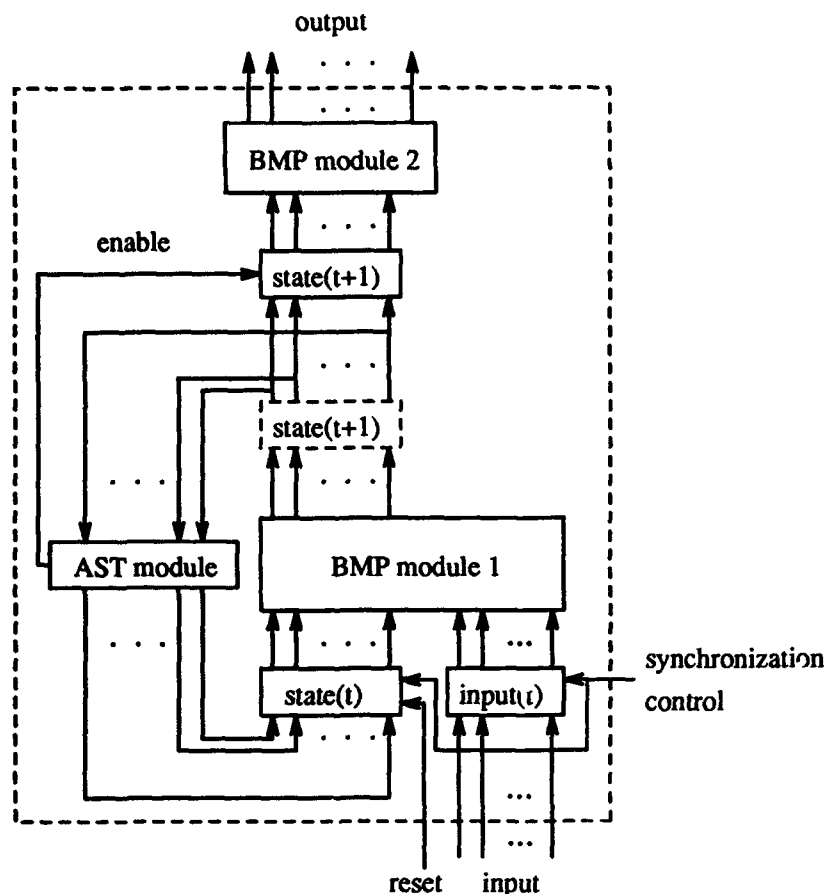 output
BMP module 2
enable
state(t+1)
state(t+1)
AST module
BMP module 1
state(t)
input(t)
synchronization
control
reset
input